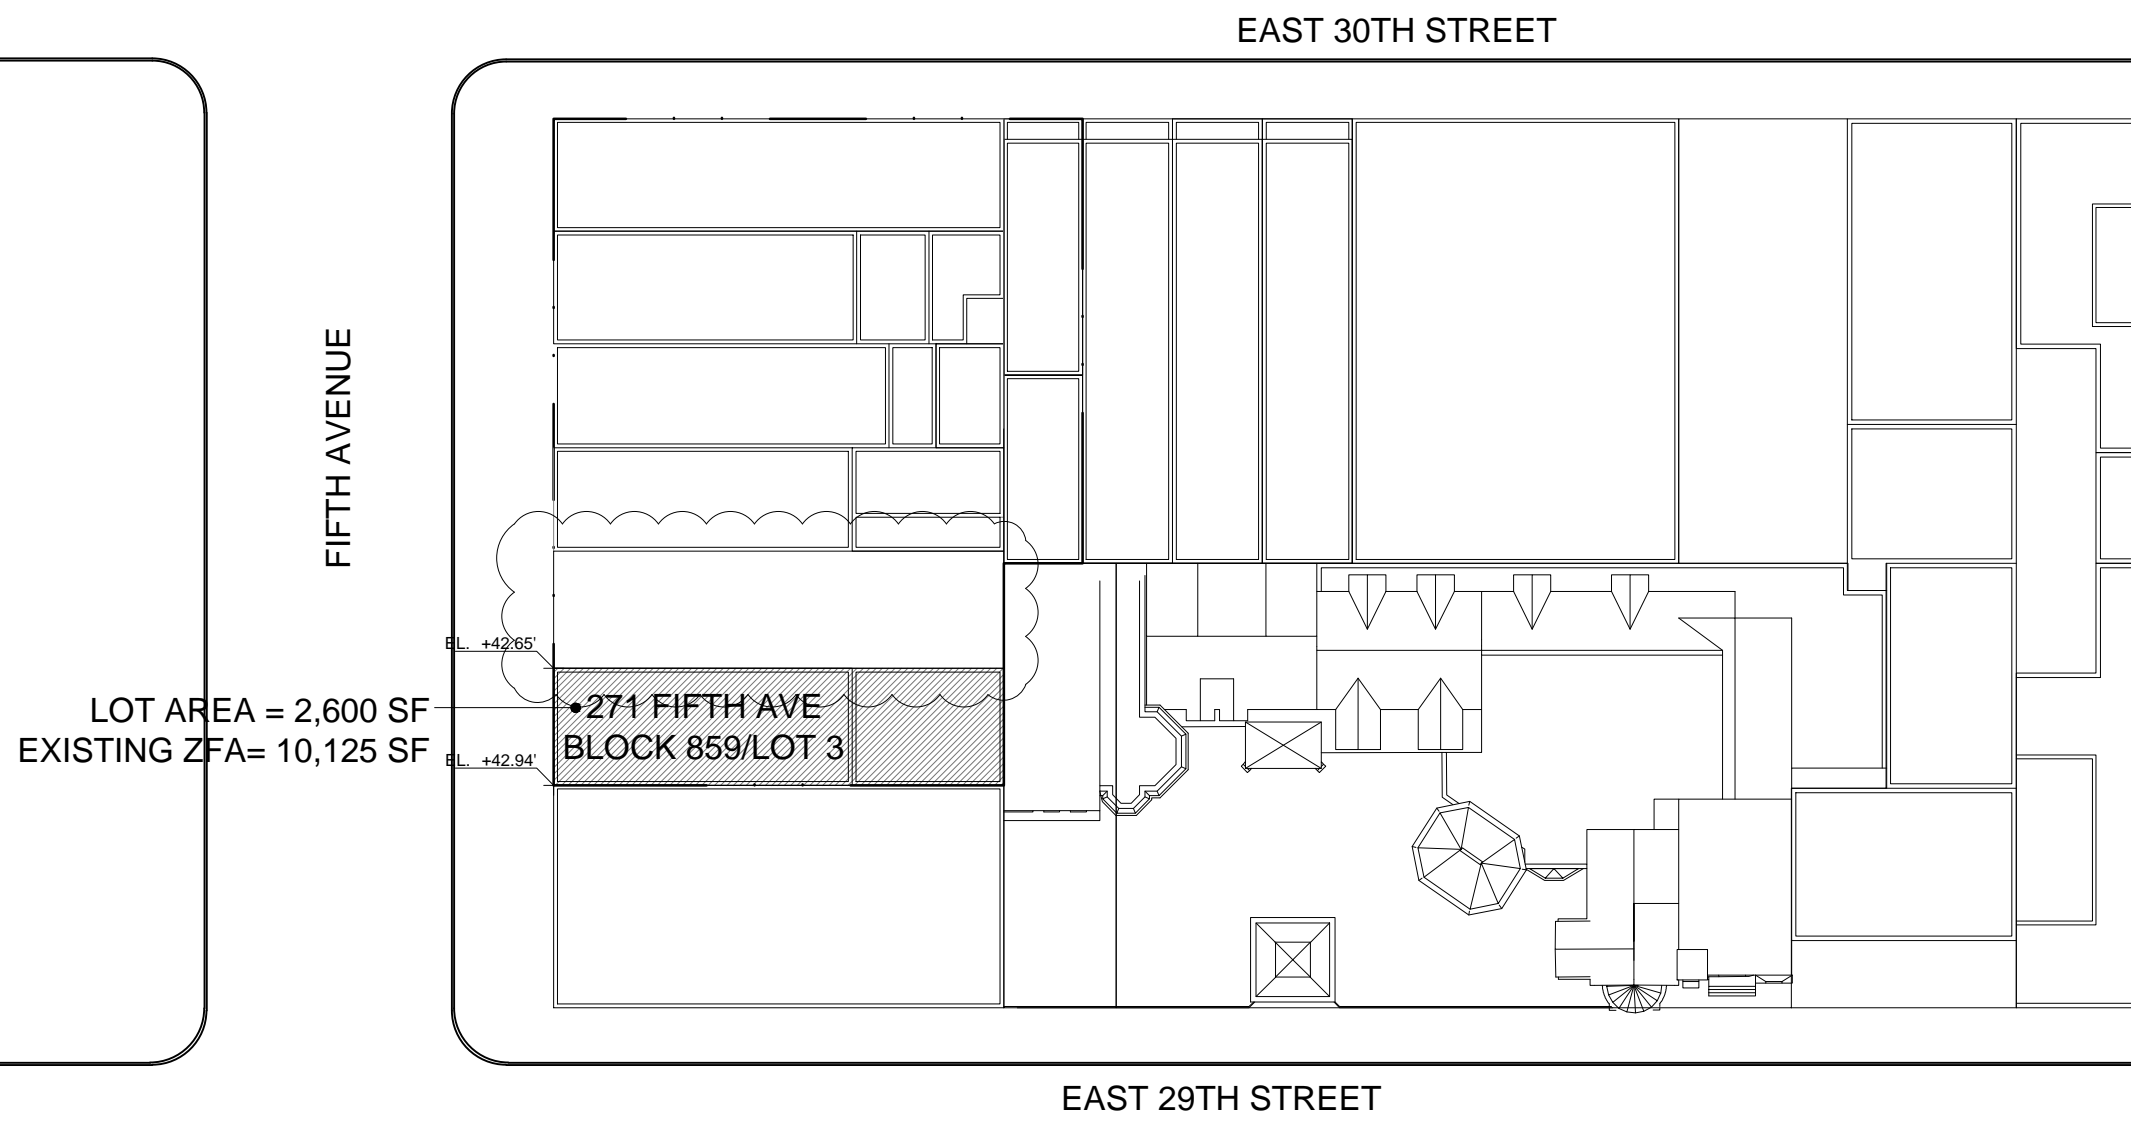 EAST 30TH STREET
FIFTH AVENUE
EL. +42.65'
LOT AREA = 2,600 SF
EXISTING ZFA= 10,125 SF
271 FIFTH AVE
BLOCK 859/LOT 3
EL. +42.94'
EAST 29TH STREET